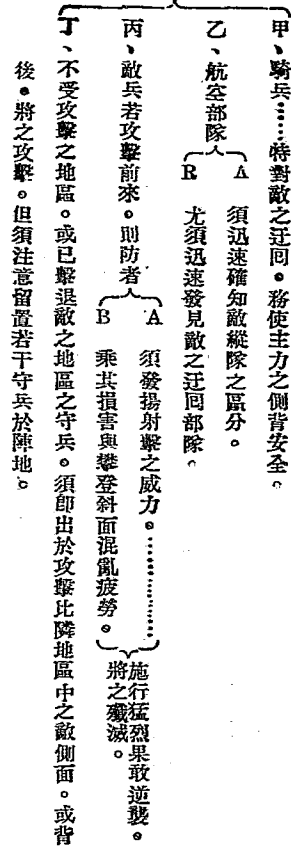 甲、騎兵……特對敵之迂回。務使主力之側背安全。
乙、航空部隊
A 須迅速確知敵縱隊之區分。
B 尤須迅速發見敵之迂回部隊。
丙、敵兵若攻擊前來。則防者
A 須發揚射擊之威力。…………
B 乘其損害與攀登斜面混亂疲勞。
施行猛烈果敢逆襲。
將之殲滅。
丁、不受攻擊之地區。或已擊退敵之地區之守兵。須卽出於攻擊比隣地區中之敵側面。或背
後。將之攻擊。但須注意留置若干守兵於陣地。